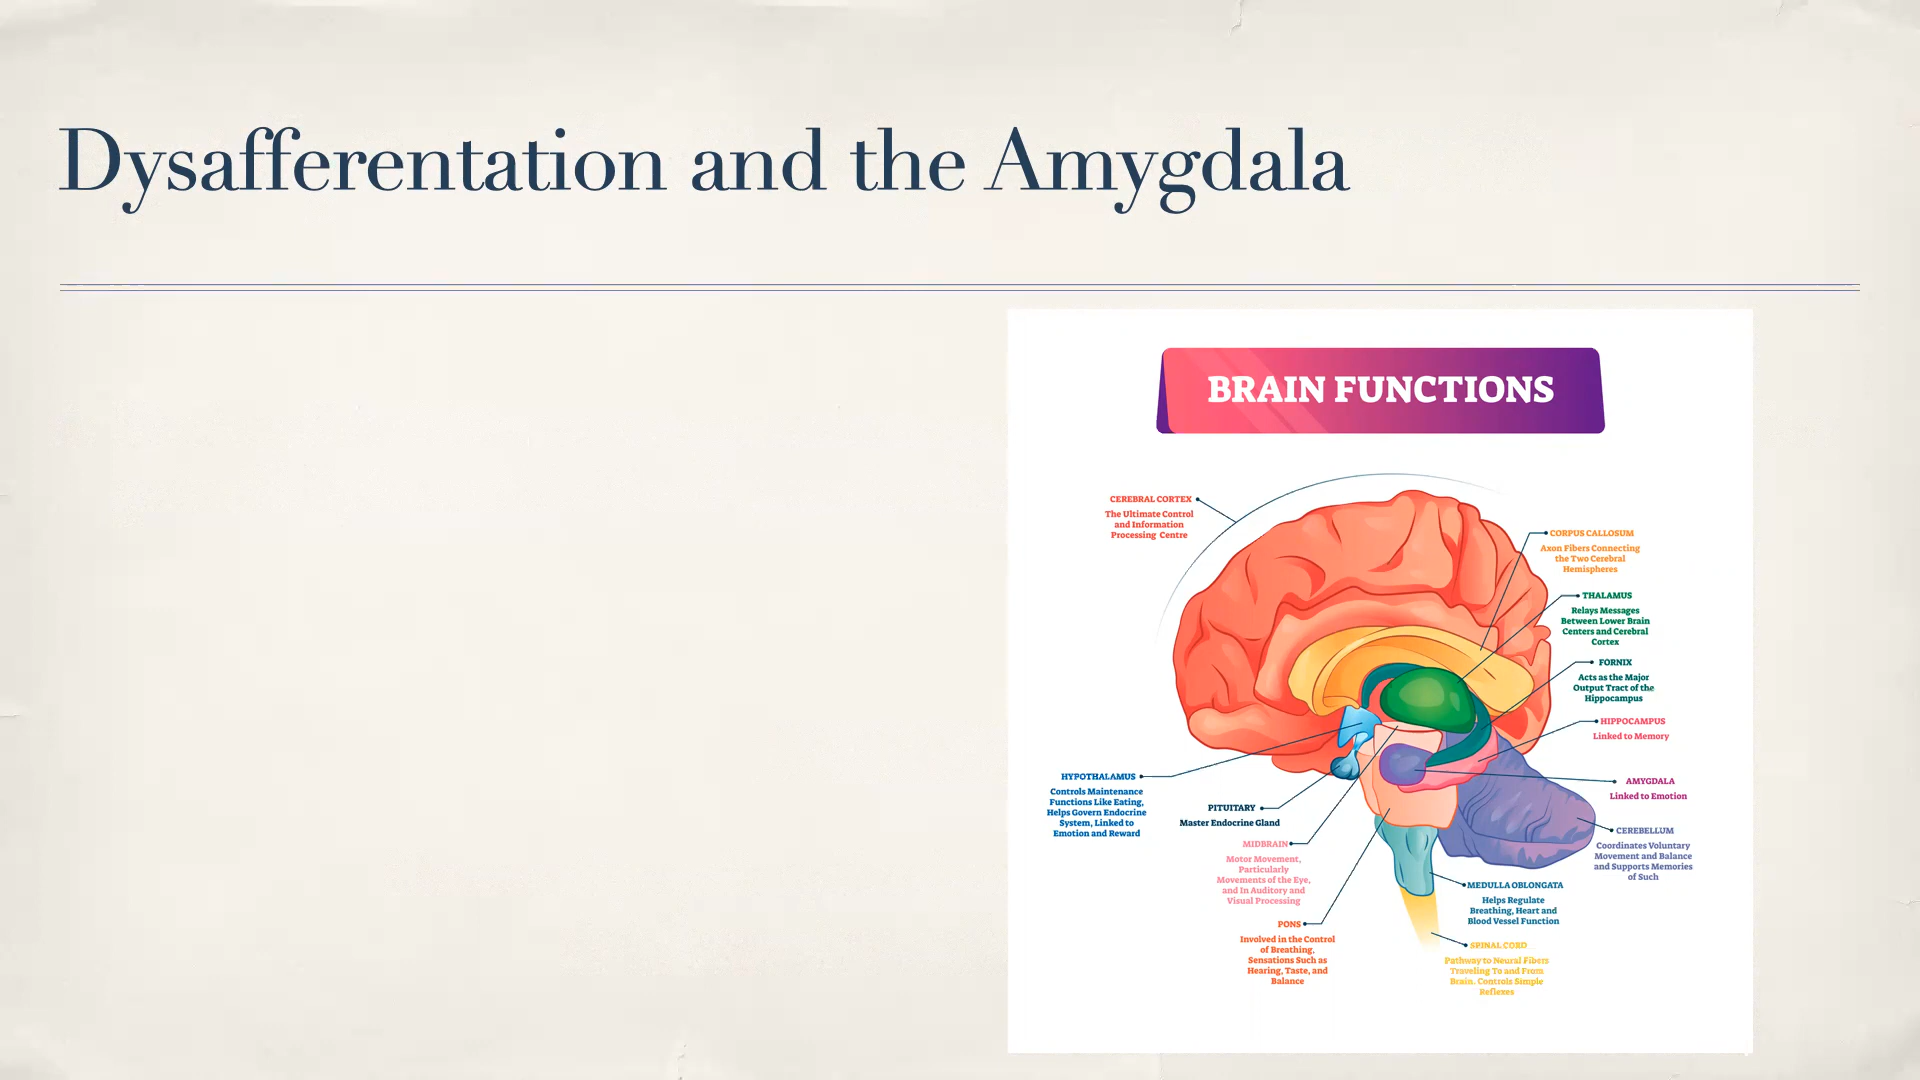 Dysafferentation and the Amygdala
BRAIN FUNCTIONS
CEREBRAL CORTEX
The Ultimate Control
and Information
Processing Centre
CORPUS CALLOSUM
Axon Fibers Connecting
the Two Cerebral
Hemispheres
THALAMUS
Relays Messages
Between Lower Brain
Centers and Cerebral
Cortex
FORNIX
Acts as the Major
Output Tract of the
Hippocampus
HIPPOCAMPUS
Linked to Memory
HYPOTHALAMUS
Controls Maintenance
Functions Like Eating,
Helps Govern Endocrine
System, Linked to
Emotion and Reward
AMYGDALA
Linked to Emotion
PITUITARY
Master Endocrine Gland
CEREBELLUM
Coordinates Voluntary
Movement and Balance
and Supports Memories
of Such
MIDBRAIN
Motor Movement,
Particularly
Movements of the Eye,
and In Auditory and
Visual Processing
MEDULLA OBLONGATA
Helps Regulate
Breathing, Heart and
Blood Vessel Function
PONS
Involved in the Control
of Breathing,
Sensations Such as
Hearing, Taste, and
Balance
SPINAL CORD
Pathway to Neural Fibers
Traveling To and From
Brain. Controls Simple
Reflexes